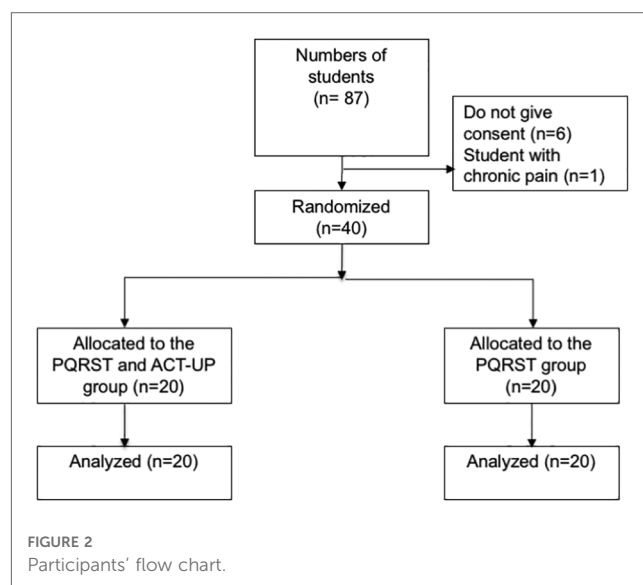 Numbers of
students
(n= 87)
Do not give
consent (n=6)
Student with
chronic pain (n=1)
Randomized
(n=40)
Allocated to the
PQRST and ACT-UP
group (n=20)
Allocated to the
PQRST group
(n=20)
Analyzed (n=20)
Analyzed (n=20)
FIGURE 2
Participants’ flow chart.